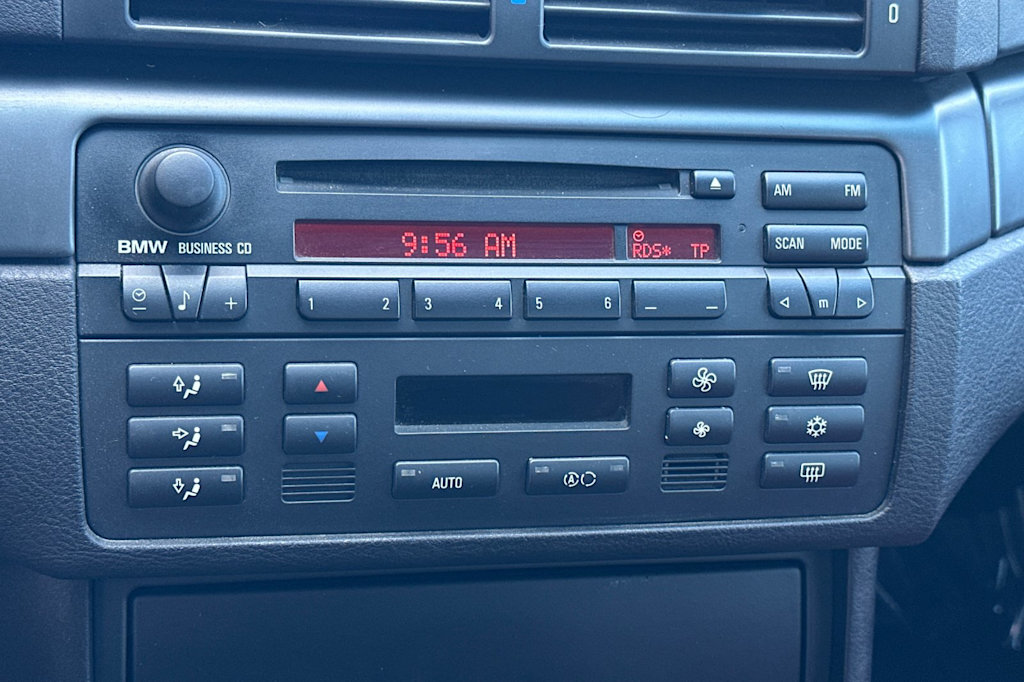 0
AM FM
9:56 AM
RDS* TP
BMW BUSINESS CD
SCAN MODE
1 2 3 4 5 6
m
AUTO
A